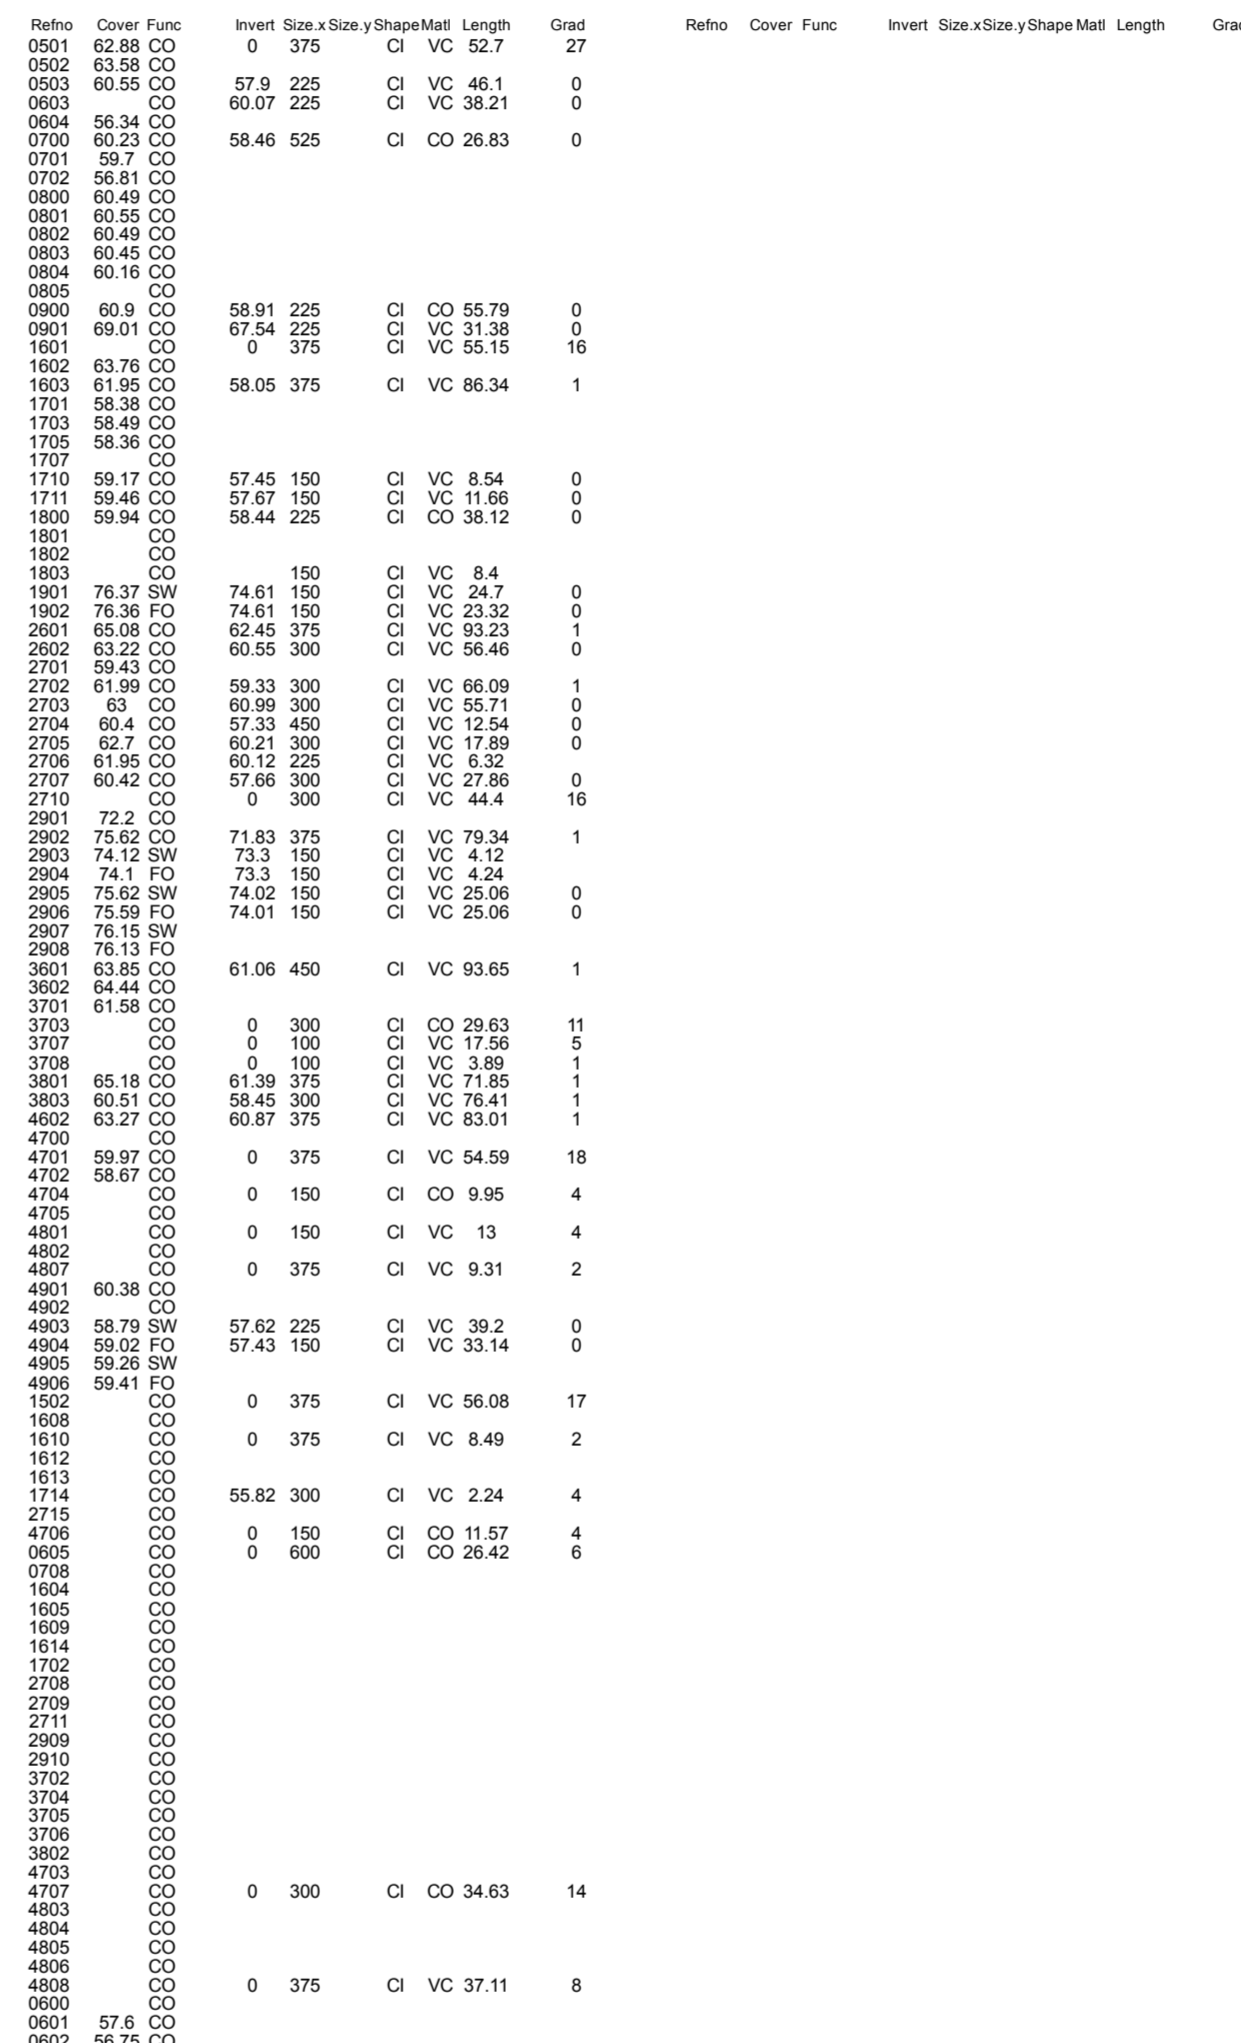 Refno Cover Func Invert Size.x Size.y Shape Matl Length Grad Refno Cover Func Invert Size.x Size.y Shape Matl Length Grad
0501 62.88 CO 0 375 CI VC 52.7 27
0502 63.58 CO
0503 60.55 CO 57.9 225 CI VC 46.1 0
0603 CO 60.07 225 CI VC 38.21 0
0604 56.34 CO
0700 60.23 CO 58.46 525 CI CO 26.83 0
0701 59.7 CO
0702 56.81 CO
0800 60.49 CO
0801 60.55 CO
0802 60.49 CO
0803 60.45 CO
0804 60.16 CO
0805 CO
0900 60.9 CO 58.91 225 CI CO 55.79 0
0901 69.01 CO 67.54 225 CI VC 31.38 0
1601 CO 0 375 CI VC 55.15 16
1602 63.76 CO
1603 61.95 CO 58.05 375 CI VC 86.34 1
1701 58.38 CO
1703 58.49 CO
1705 58.36 CO
1707 CO
1710 59.17 CO 57.45 150 CI VC 8.54 0
1711 59.46 CO 57.67 150 CI VC 11.66 0
1800 59.94 CO 58.44 225 CI CO 38.12 0
1801 CO
1802 CO
1803 CO 150 CI VC 8.4
1901 76.37 SW 74.61 150 CI VC 24.7 0
1902 76.36 FO 74.61 150 CI VC 23.32 0
2601 65.08 CO 62.45 375 CI VC 93.23 1
2602 63.22 CO 60.55 300 CI VC 56.46 0
2701 59.43 CO
2702 61.99 CO 59.33 300 CI VC 66.09 1
2703 63 CO 60.99 300 CI VC 55.71 0
2704 60.4 CO 57.33 450 CI VC 12.54 0
2705 62.7 CO 60.21 300 CI VC 17.89 0
2706 61.95 CO 60.12 225 CI VC 6.32
2707 60.42 CO 57.66 300 CI VC 27.86 0
2710 CO 0 300 CI VC 44.4 16
2901 72.2 CO
2902 75.62 CO 71.83 375 CI VC 79.34 1
2903 74.12 SW 73.3 150 CI VC 4.12
2904 74.1 FO 73.3 150 CI VC 4.24
2905 75.62 SW 74.02 150 CI VC 25.06 0
2906 75.59 FO 74.01 150 CI VC 25.06 0
2907 76.15 SW
2908 76.13 FO
3601 63.85 CO 61.06 450 CI VC 93.65 1
3602 64.44 CO
3701 61.58 CO
3703 CO 0 300 CI CO 29.63 11
3707 CO 0 100 CI VC 17.56 5
3708 CO 0 100 CI VC 3.89 1
3801 65.18 CO 61.39 375 CI VC 71.85 1
3803 60.51 CO 58.45 300 CI VC 76.41 1
4602 63.27 CO 60.87 375 CI VC 83.01 1
4700 CO
4701 59.97 CO 0 375 CI VC 54.59 18
4702 58.67 CO
4704 CO 0 150 CI CO 9.95 4
4705 CO
4801 CO 0 150 CI VC 13 4
4802 CO
4807 CO 0 375 CI VC 9.31 2
4901 60.38 CO
4902 CO
4903 58.79 SW 57.62 225 CI VC 39.2 0
4904 59.02 FO 57.43 150 CI VC 33.14 0
4905 59.26 SW
4906 59.41 FO
1502 CO 0 375 CI VC 56.08 17
1608 CO
1610 CO 0 375 CI VC 8.49 2
1612 CO
1613 CO
1714 CO 55.82 300 CI VC 2.24 4
2715 CO
4706 CO 0 150 CI CO 11.57 4
0605 CO 0 600 CI CO 26.42 6
0708 CO
1604 CO
1605 CO
1609 CO
1614 CO
1702 CO
2708 CO
2709 CO
2711 CO
2909 CO
2910 CO
3702 CO
3704 CO
3705 CO
3706 CO
3802 CO
4703 CO
4707 CO 0 300 CI CO 34.63 14
4803 CO
4804 CO
4805 CO
4806 CO
4808 CO 0 375 CI VC 37.11 8
0600 CO
0601 57.6 CO
0602 56.75 CO